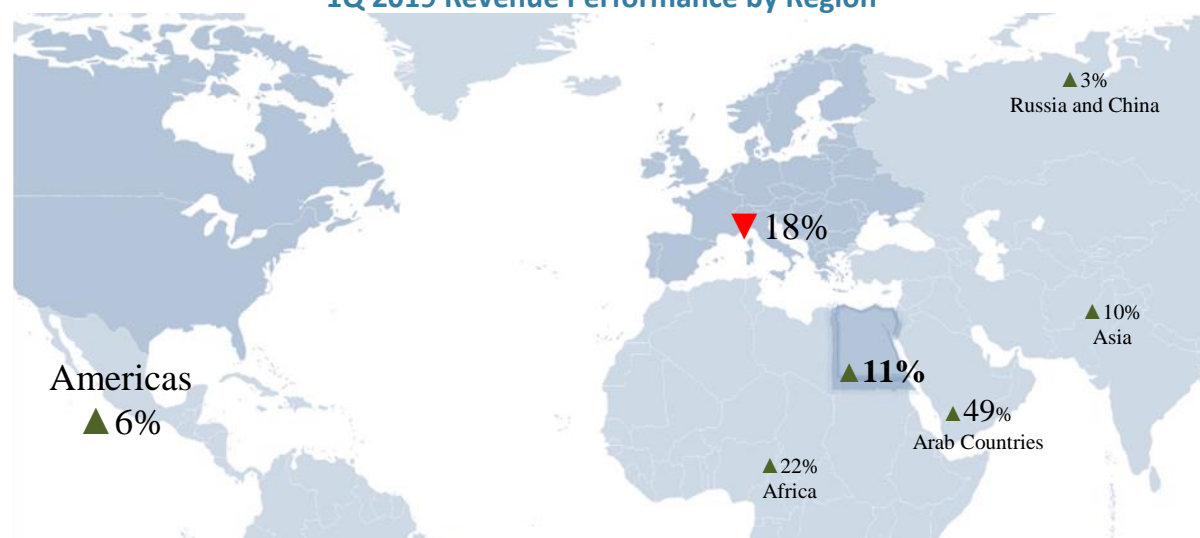 1Q 2019 Revenue Performance by Region
▲3%
Russia and China
▼18%
▲10%
Asia
Americas
▲6%
▲11%
▲49%
Arab Countries
▲22%
Africa